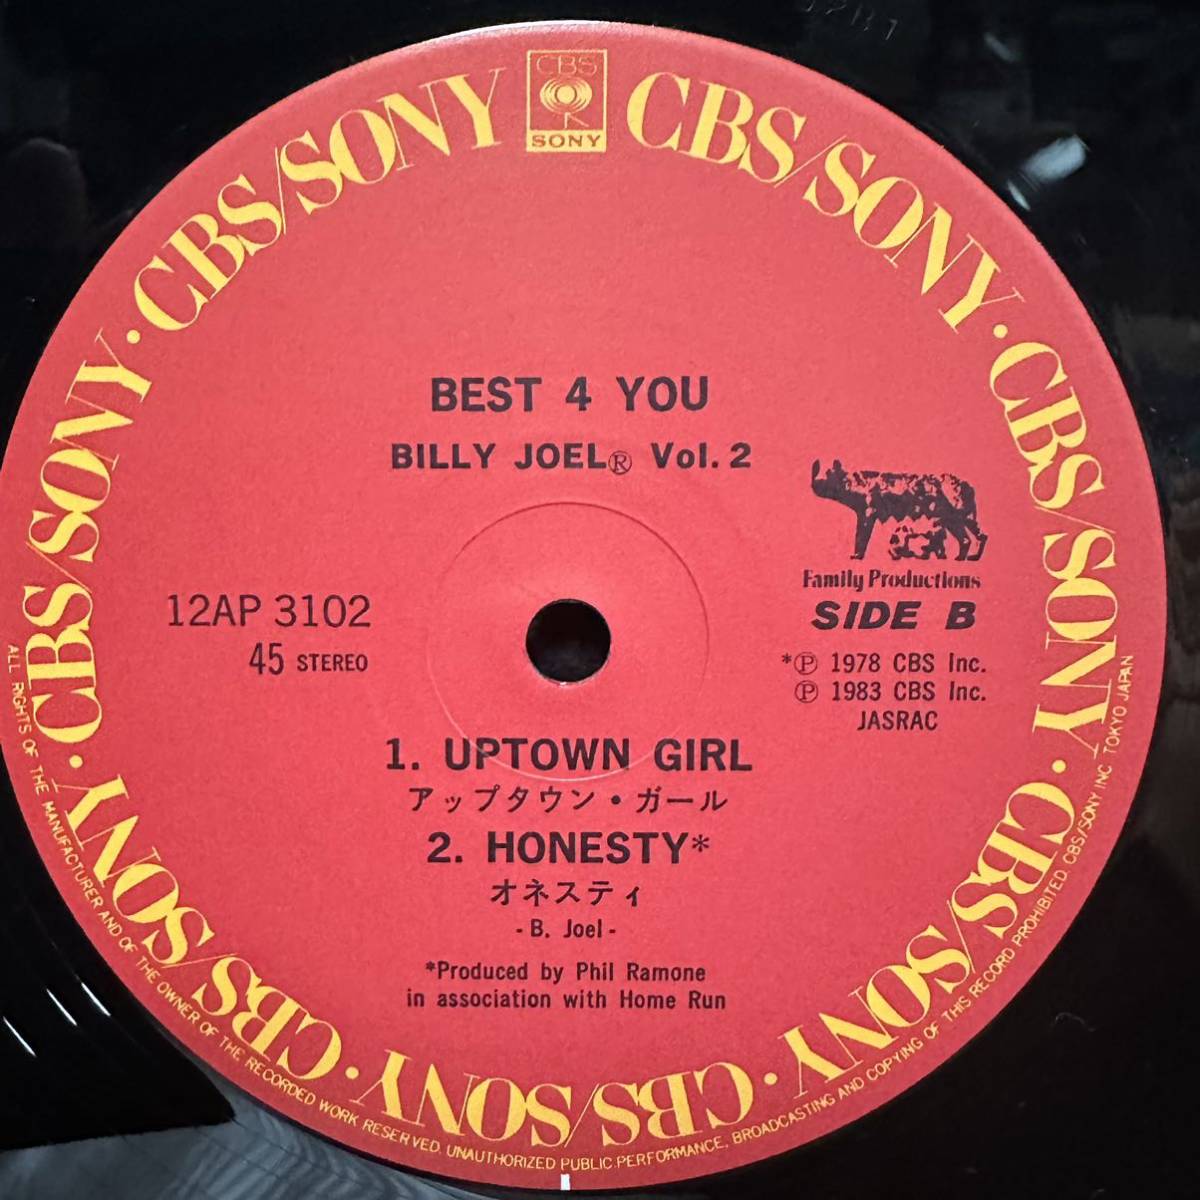 CBS
SONY
CBS/SONY · CBS/SONY · CBS/SONY · CBS/SONY · CBS/SONY · CBS/SONY · CBS/SONY · CBS/SONY · CBS/SONY · CBS/SONY
BEST 4 YOU
BILLY JOEL® Vol. 2
Family Productions
SIDE B
12AP 3102
45 STEREO
*℗ 1978 CBS Inc.
℗ 1983 CBS Inc.
JASRAC
1. UPTOWN GIRL
アップタウン・ガール
2. HONESTY*
オネスティ
- B. Joel -
*Produced by Phil Ramone
in association with Home Run
ALL RIGHTS OF THE MANUFACTURER AND OF THE OWNER OF THE RECORDED WORK RESERVED. UNAUTHORIZED PUBLIC PERFORMANCE, BROADCASTING AND COPYING OF THIS RECORD PROHIBITED. CBS/SONY INC TOKYO JAPAN